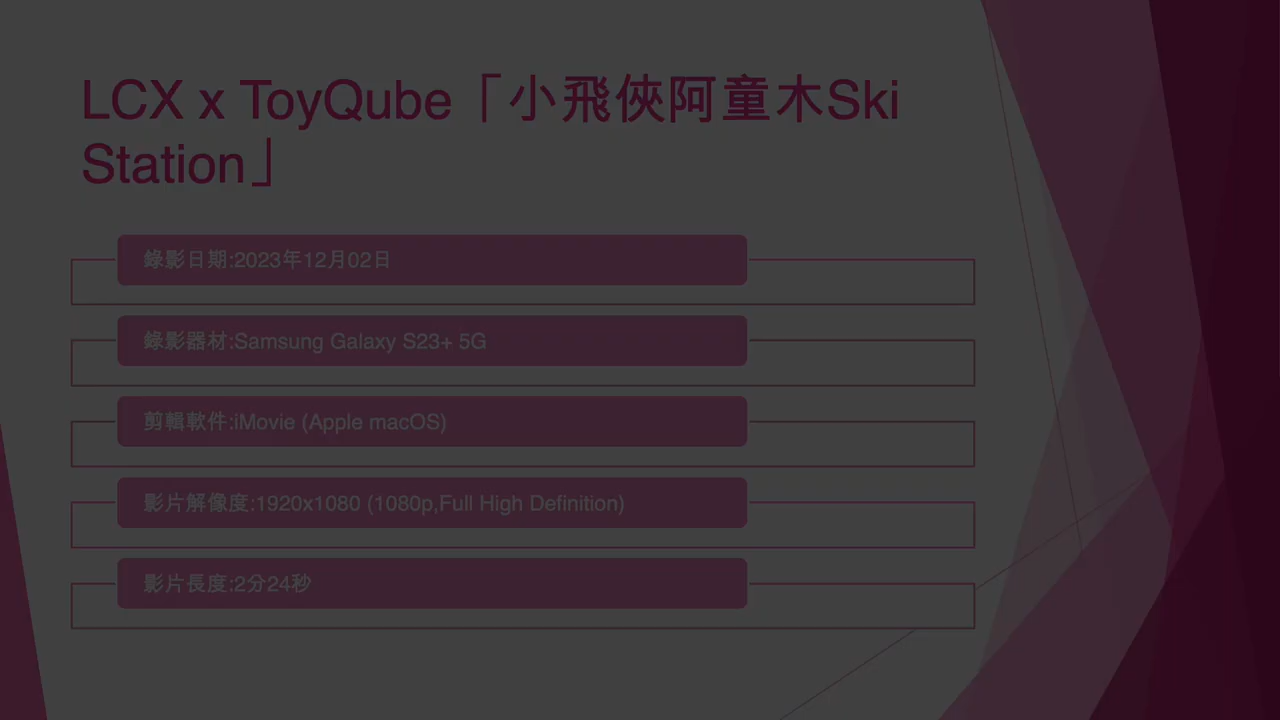 LCX x ToyQube「小飛俠阿童木Ski
Station」
錄影日期:2023年12月02日
錄影器材:Samsung Galaxy S23+ 5G
剪輯軟件:iMovie (Apple macOS)
影片解像度:1920x1080 (1080p,Full High Definition)
影片長度:2分24秒